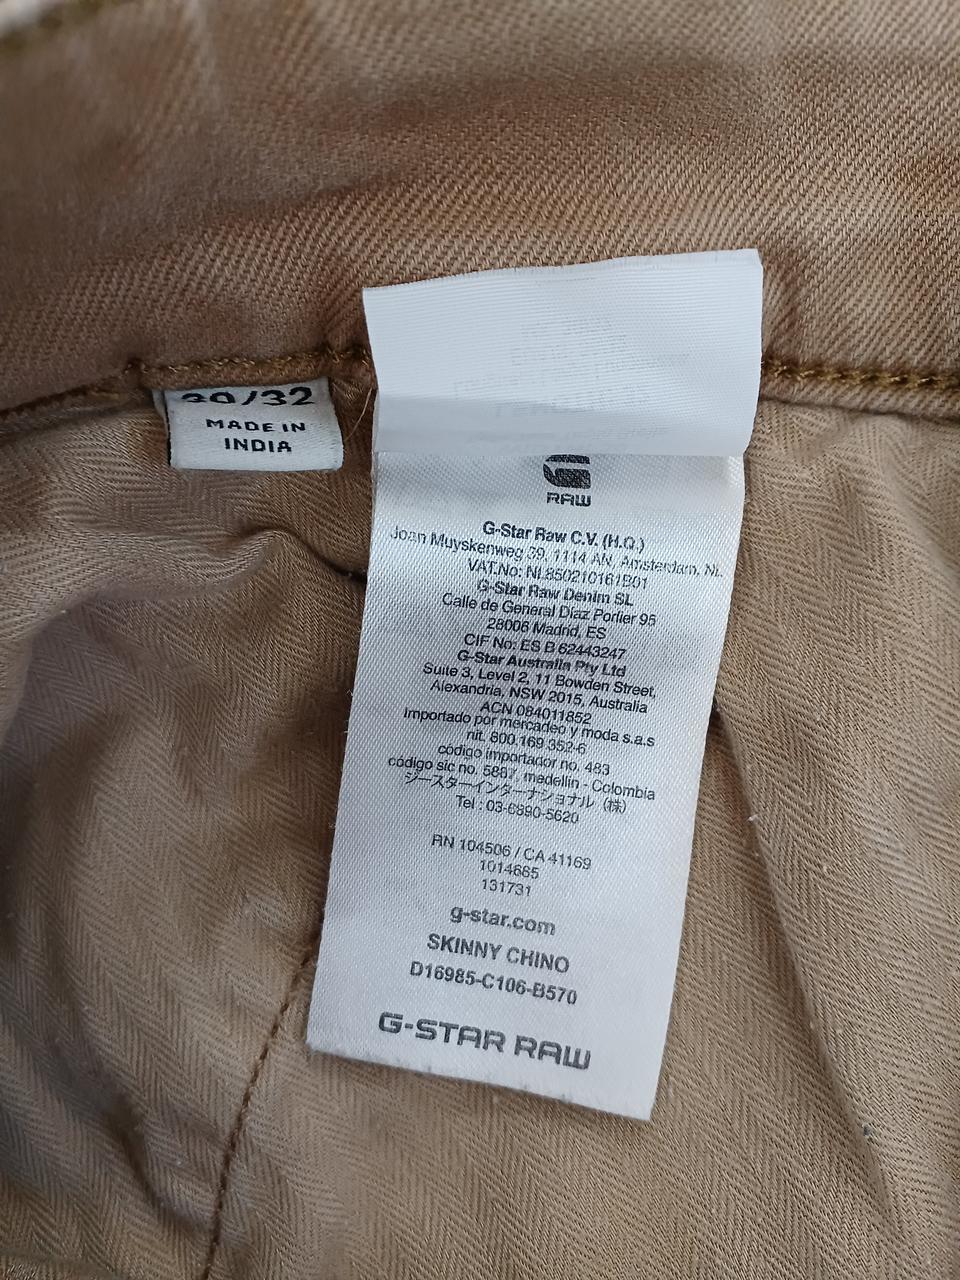 /32
MADE IN
INDIA
RAW
G-Star Raw C.V. (H.Q.)
Joan Muyskenweg 39, 1114 AN, Amsterdam, NL
VAT.No: NL850210161B01
G-Star Raw Denim SL
Calle de General Díaz Porlier 95
28006 Madrid, ES
CIF No: ES B 62443247
G-Star Australia Pty Ltd
Suite 3, Level 2, 11 Bowden Street,
Alexandria, NSW 2015, Australia
ACN 084011852
Importado por mercadeo y moda s.a.s
nit. 800.169 352-6
código importador no. 483
código sic no. 5887, medellin - Colombia
ジースターインターナショナル（株）
Tel : 03-6890-5620
RN 104506 / CA 41169
1014685
131731
g-star.com
SKINNY CHINO
D16985-C106-B570
G-STAR RAW